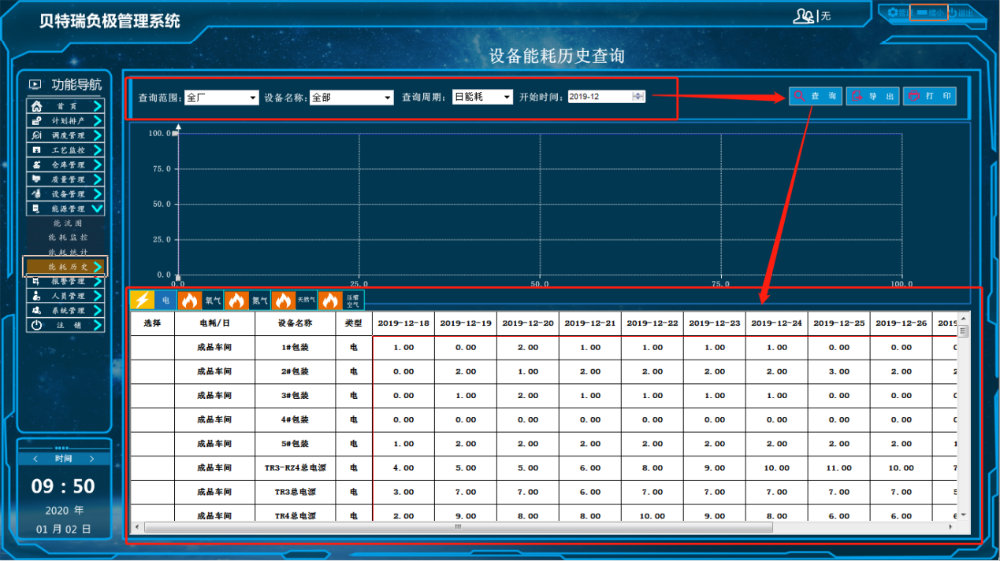 贝特瑞负极管理系统
无
管理 缩小 退出
设备能耗历史查询
功能导航
首 页
计划排产
调度管理
工艺监控
仓库管理
质量管理
设备管理
能源管理
能 流 图
能 耗 监 控
能 耗 统 计
能 耗 历 史
报警管理
人员管理
系统管理
注 销
< 时间 >
09 : 50
2020 年
01 月 02 日
查询范围: 全厂 设备名称: 全部 查询周期: 日能耗 开始时间: 2019-12 查 询 导 出 打 印
100.0
75.0
50.0
25.0
0.0
0.0 25.0 50.0 75.0 100.0
电 氧气 氮气 天然气 压缩空气
选择 电耗/日 设备名称 类型 2019-12-18 2019-12-19 2019-12-20 2019-12-21 2019-12-22 2019-12-23 2019-12-24 2019-12-25 2019-12-26 2019
成品车间 1#包装 电 1.00 0.00 2.00 1.00 1.00 1.00 1.00 0.00 0.00
成品车间 2#包装 电 0.00 2.00 1.00 2.00 2.00 2.00 2.00 3.00 2.00
成品车间 3#包装 电 0.00 1.00 2.00 1.00 1.00 1.00 1.00 0.00 0.00
成品车间 4#包装 电 0.00 0.00 0.00 0.00 0.00 0.00 0.00 0.00 0.00
成品车间 5#包装 电 1.00 2.00 2.00 2.00 2.00 2.00 2.00 2.00 2.00
成品车间 TR3-RZ4总电源 电 4.00 5.00 5.00 6.00 8.00 9.00 10.00 11.00 10.00
成品车间 TR3总电源 电 3.00 7.00 7.00 6.00 7.00 7.00 7.00 7.00 7.00
成品车间 TR4总电源 电 2.00 9.00 8.00 8.00 10.00 9.00 8.00 6.00 6.00